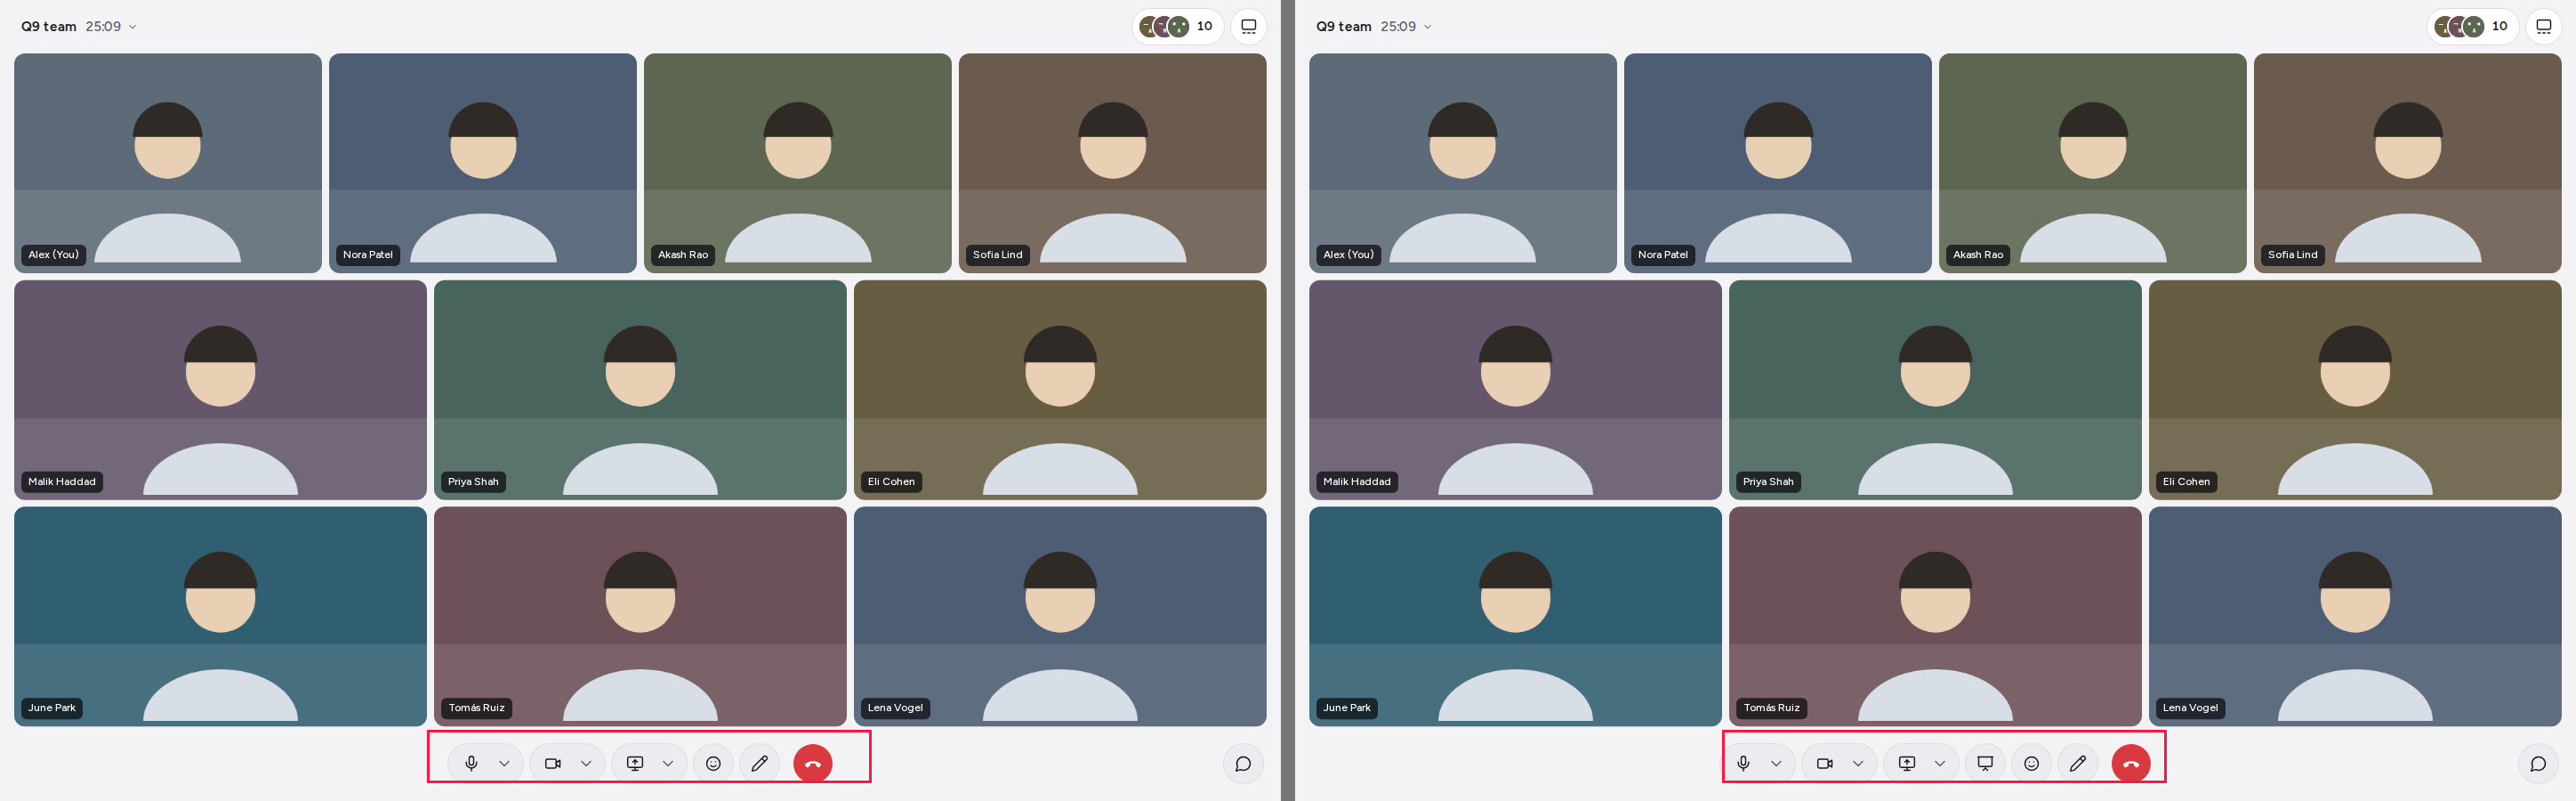 Q9 team 25:09
10
Alex (You)
Nora Patel
Akash Rao
Sofia Lind
Malik Haddad
Priya Shah
Eli Cohen
June Park
Tomás Ruiz
Lena Vogel
Q9 team 25:09
10
Alex (You)
Nora Patel
Akash Rao
Sofia Lind
Malik Haddad
Priya Shah
Eli Cohen
June Park
Tomás Ruiz
Lena Vogel